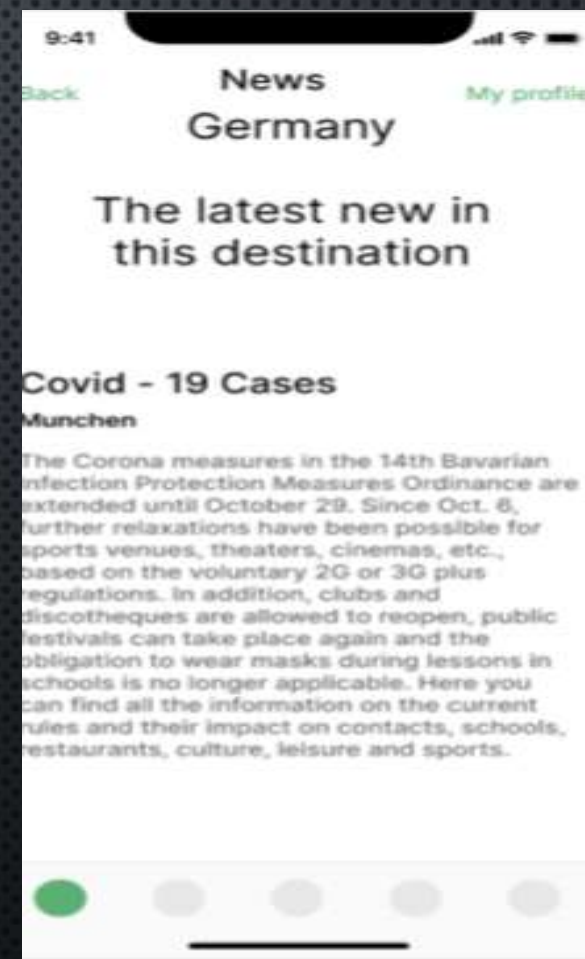 9:41
News
Back
My profile
Germany
The latest new in
this destination
Covid - 19 Cases
Munchen
The Corona measures in the 14th Bavarian
Infection Protection Measures Ordinance are
extended until October 29. Since Oct. 6,
further relaxations have been possible for
sports venues, theaters, cinemas, etc.,
based on the voluntary 2G or 3G plus
regulations. In addition, clubs and
discotheques are allowed to reopen, public
festivals can take place again and the
obligation to wear masks during lessons in
schools is no longer applicable. Here you
can find all the information on the current
rules and their impact on contacts, schools,
restaurants, culture, leisure and sports.